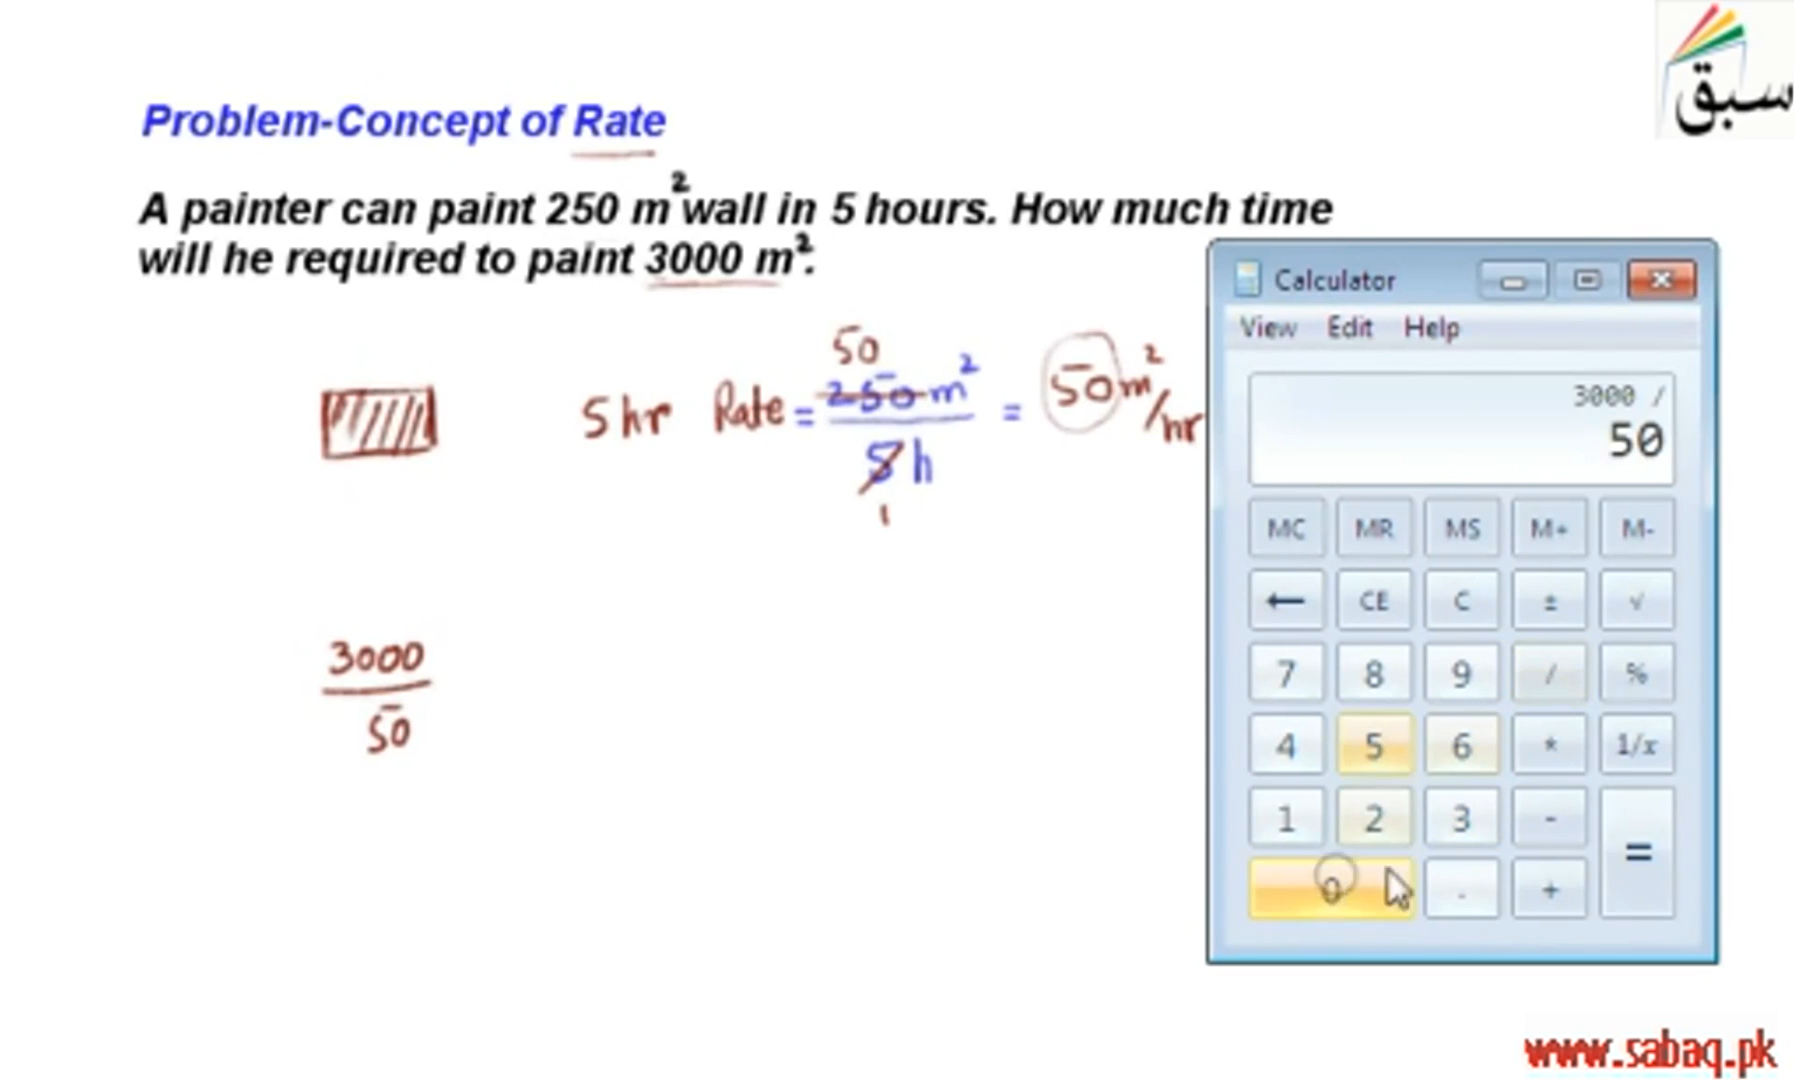 سبق
Problem-Concept of Rate
A painter can paint 250 m² wall in 5 hours. How much time
will he required to paint 3000 m².
5 hr Rate = 250 m² / 5 h = 50 m²/hr
50
1
3000
50
Calculator
View Edit Help
3000 /
50
MC MR MS M+ M-
← CE C ± √
7 8 9 / %
4 5 6 * 1/x
1 2 3 - =
0 . +
www.sabaq.pk